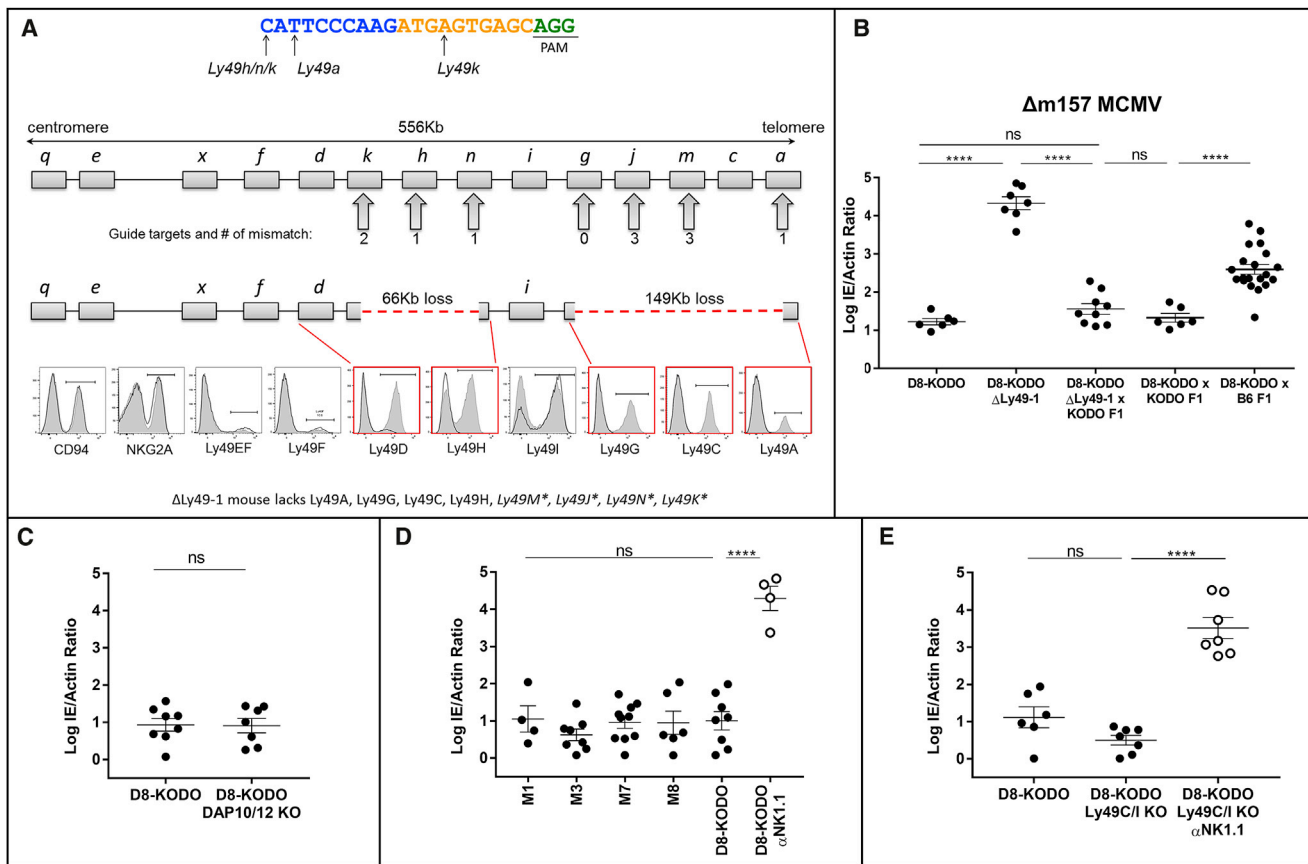 A
CATTCCCAAGATGAGTGAGCAGG
PAM
Ly49h/n/k
Ly49a
Ly49k
centromere
556Kb
telomere
q e x f d k h n i g j m c a
Guide targets and # of mismatch:
2 1 1 0 3 3 1
q e x f d i
66Kb loss
149Kb loss
CD94 NKG2A Ly49EF Ly49F Ly49D Ly49H Ly49I Ly49G Ly49C Ly49A
ΔLy49-1 mouse lacks Ly49A, Ly49G, Ly49C, Ly49H, Ly49M*, Ly49J*, Ly49N*, Ly49K*
B
Δm157 MCMV
ns
**** **** ns ****
Log IE/Actin Ratio
5
4
3
2
1
0
D8-KODO
D8-KODO
ΔLy49-1
D8-KODO
ΔLy49-1 x
KODO F1
D8-KODO x
KODO F1
D8-KODO x
B6 F1
C
ns
Log IE/Actin Ratio
5
4
3
2
1
0
D8-KODO
D8-KODO
DAP10/12 KO
D
ns
****
Log IE/Actin Ratio
5
4
3
2
1
0
M1
M3
M7
M8
D8-KODO
D8-KODO
αNK1.1
E
ns
****
Log IE/Actin Ratio
5
4
3
2
1
0
D8-KODO
D8-KODO
Ly49C/I KO
D8-KODO
Ly49C/I KO
αNK1.1